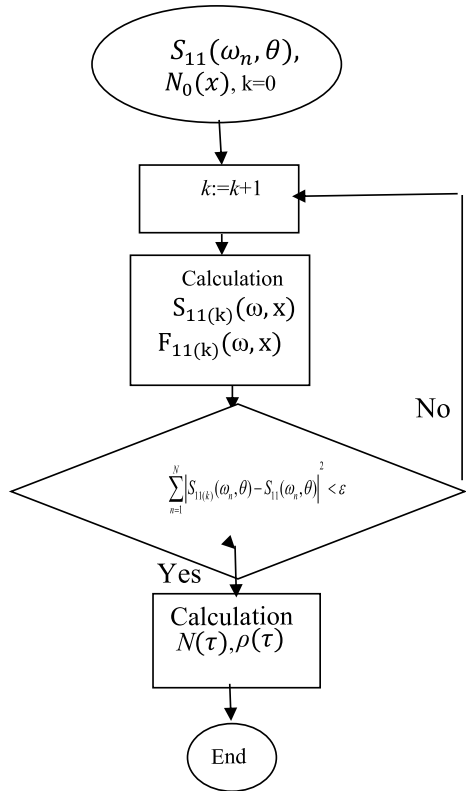 S₁₁(ωₙ, θ),
N₀(x), k=0
k:=k+1
Calculation
S₁₁₍ₖ₎(ω, x)
F₁₁₍ₖ₎(ω, x)
No
∑ₙ₌₁ᴺ |S₁₁₍ₖ₎(ωₙ,θ)−S₁₁(ωₙ,θ)|² < ε
Yes
Calculation
N(τ),ρ(τ)
End